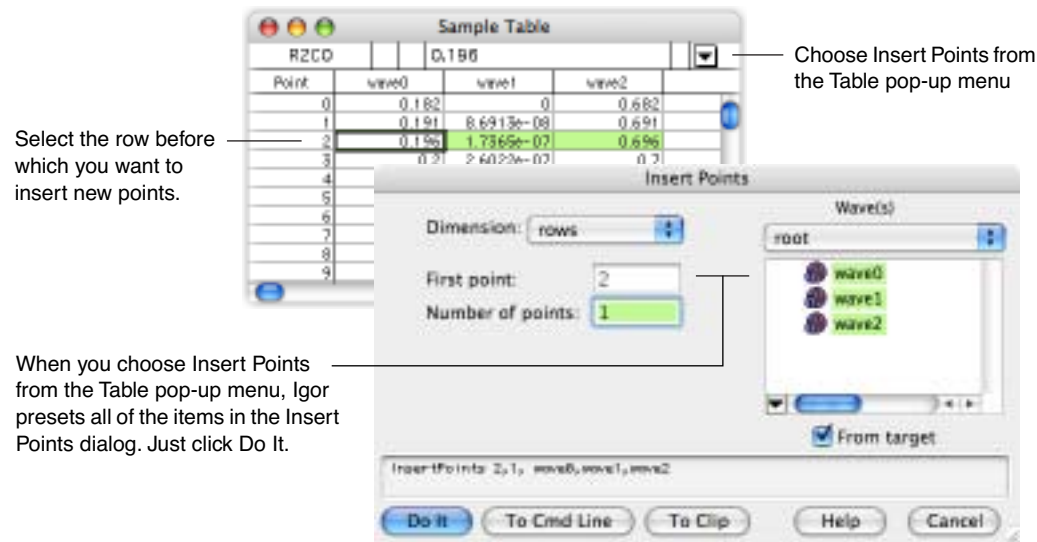 Sample Table
R2C0 0.196
Choose Insert Points from
the Table pop-up menu
Point wave0 wave1 wave2
0 0.182 0 0.682
1 0.191 8.6913e-08 0.691
2 0.196 1.7365e-07 0.696
3 0.2 2.6022e-07 0.7
4
5
6
7
8
9
Select the row before
which you want to
insert new points.
Insert Points
Dimension: rows
First point: 2
Number of points: 1
Wave(s)
root
wave0
wave1
wave2
From target
When you choose Insert Points
from the Table pop-up menu, Igor
presets all of the items in the Insert
Points dialog. Just click Do It.
InsertPoints 2,1, wave0,wave1,wave2
Do It To Cmd Line To Clip Help Cancel